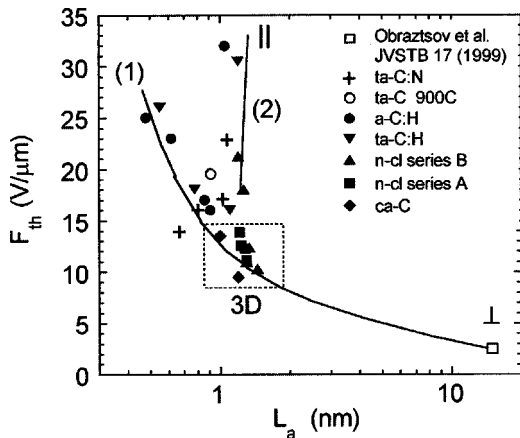 35
30
25
20
15
10
5
0
F_th (V/μm)
(1)
(2)
||
3D
⊥
Obraztsov et al.
JVSTB 17 (1999)
ta-C:N
ta-C 900C
a-C:H
ta-C:H
n-cl series B
n-cl series A
ca-C
1
10
L_a (nm)